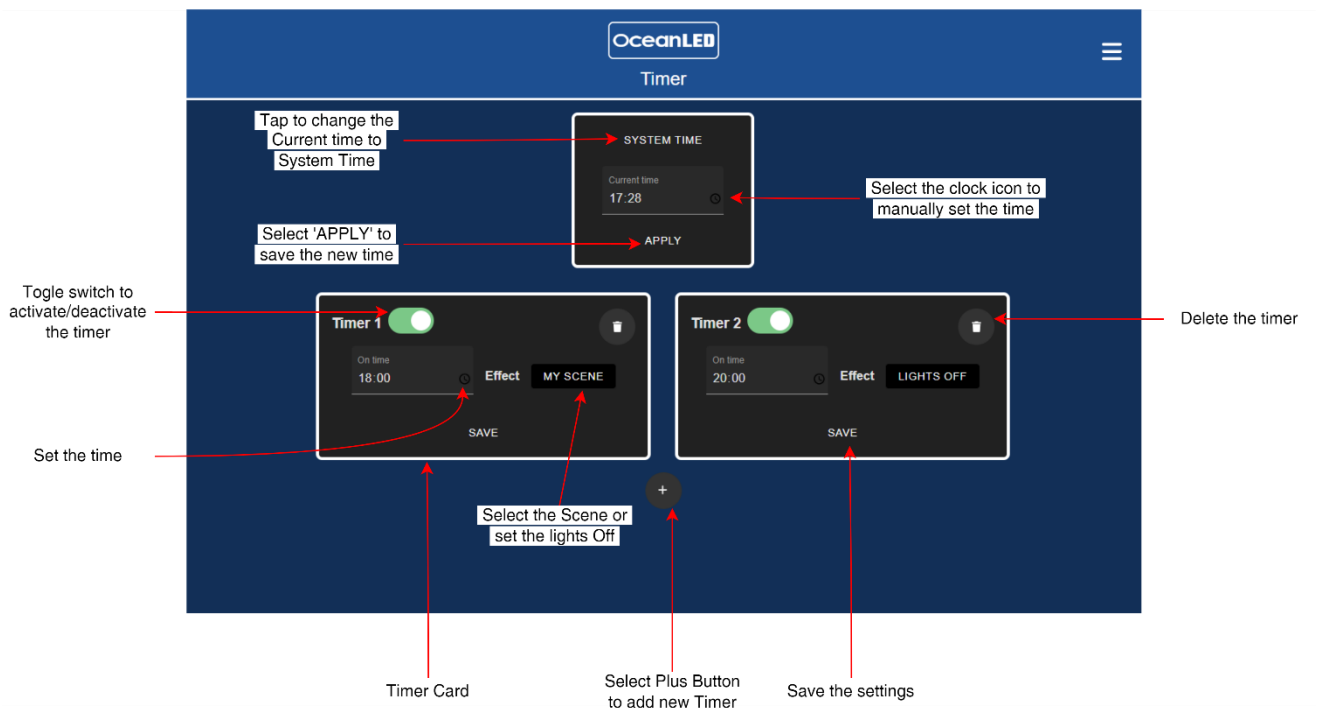 OceanLED
Timer
Tap to change the
Current time to
System Time
SYSTEM TIME
Current time
17:28
Select the clock icon to
manually set the time
Select 'APPLY' to
save the new time
APPLY
Togle switch to
activate/deactivate
the timer
Timer 1
On time
18:00
Effect
MY SCENE
SAVE
Timer 2
On time
20:00
Effect
LIGHTS OFF
SAVE
Delete the timer
Set the time
+
Select the Scene or
set the lights Off
Timer Card
Select Plus Button
to add new Timer
Save the settings